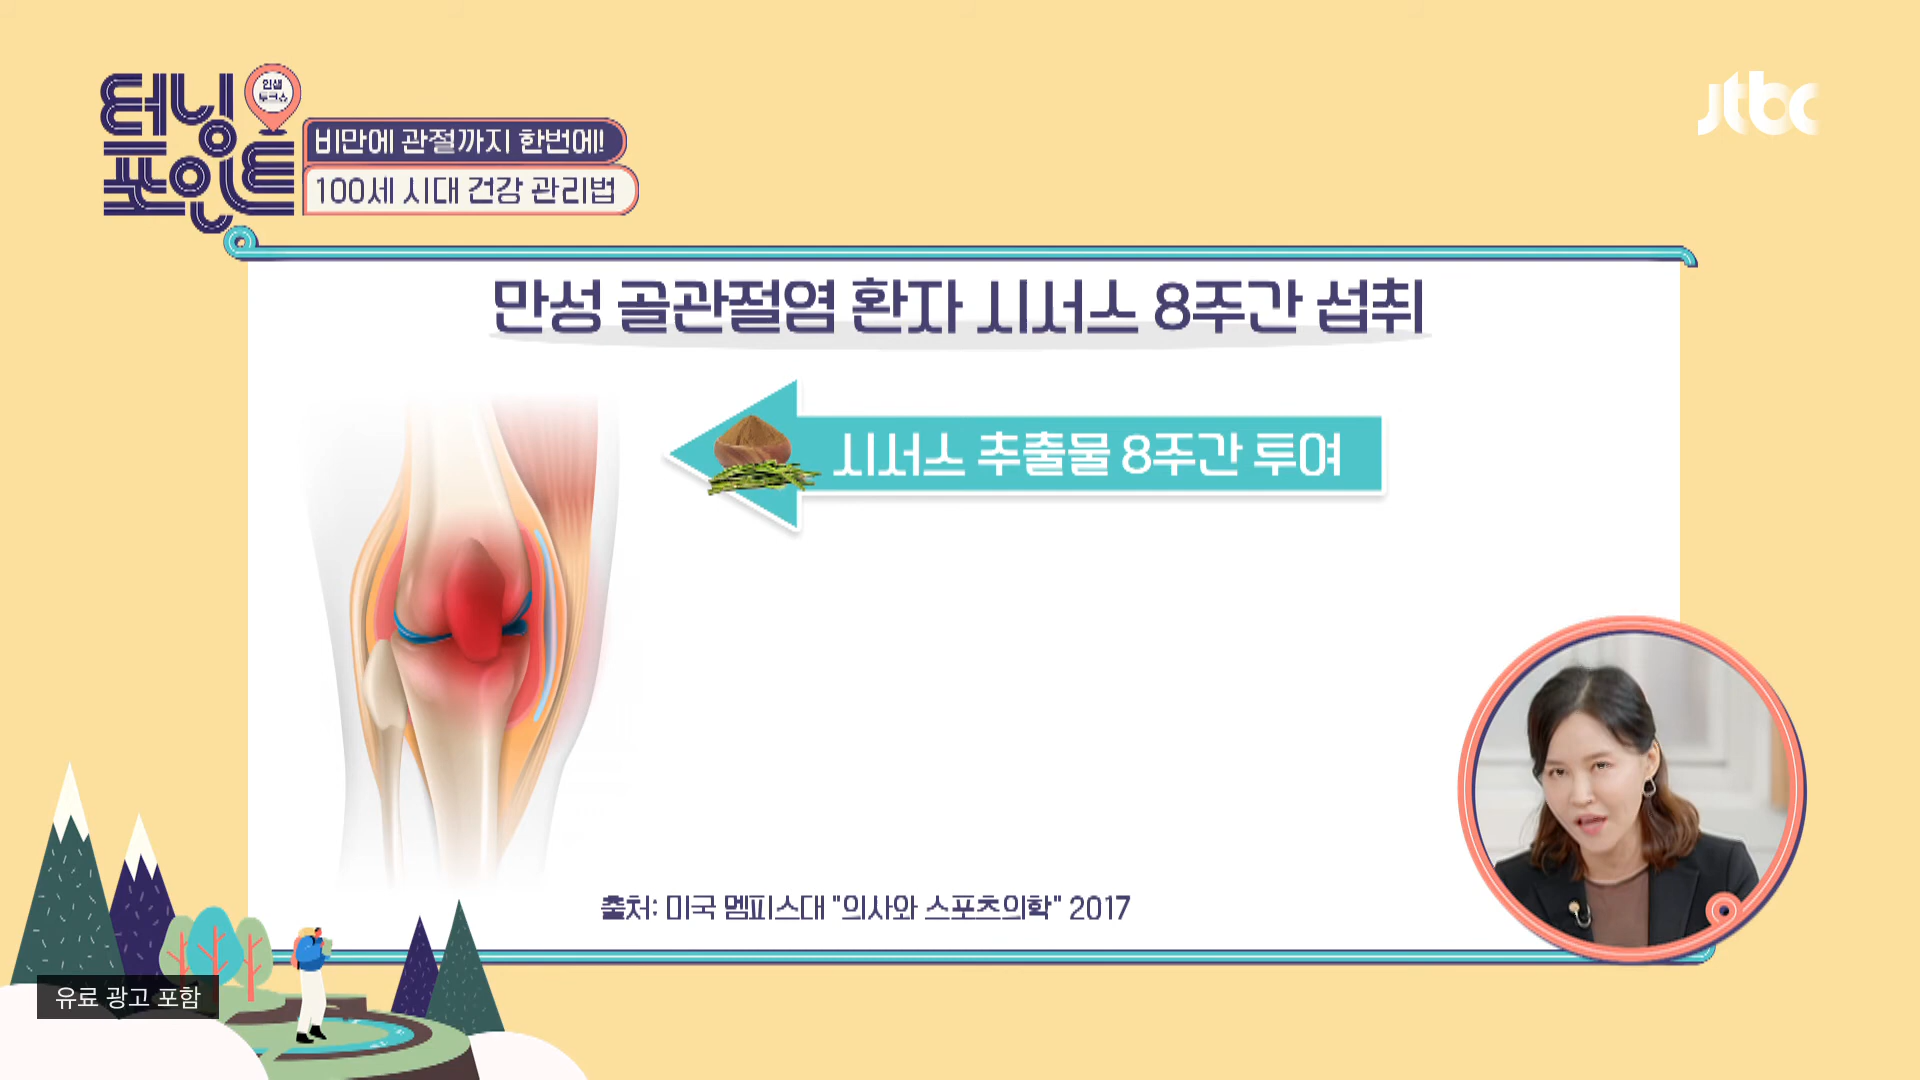 터닝
포인트
인생
토크쇼
비만에 관절까지 한번에!
100세 시대 건강 관리법
jtbc
만성 골관절염 환자 시서스 8주간 섭취
시서스 추출물 8주간 투여
출처: 미국 멤피스대 "의사와 스포츠의학" 2017
유료 광고 포함